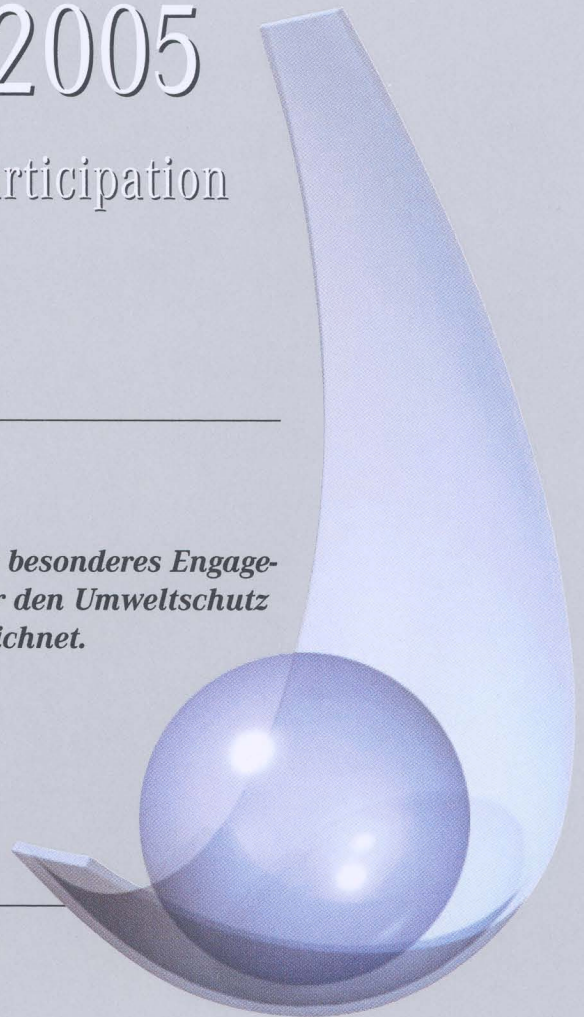 2005
rticipation
besonderes Engage-
r den Umweltschutz
ichnet.